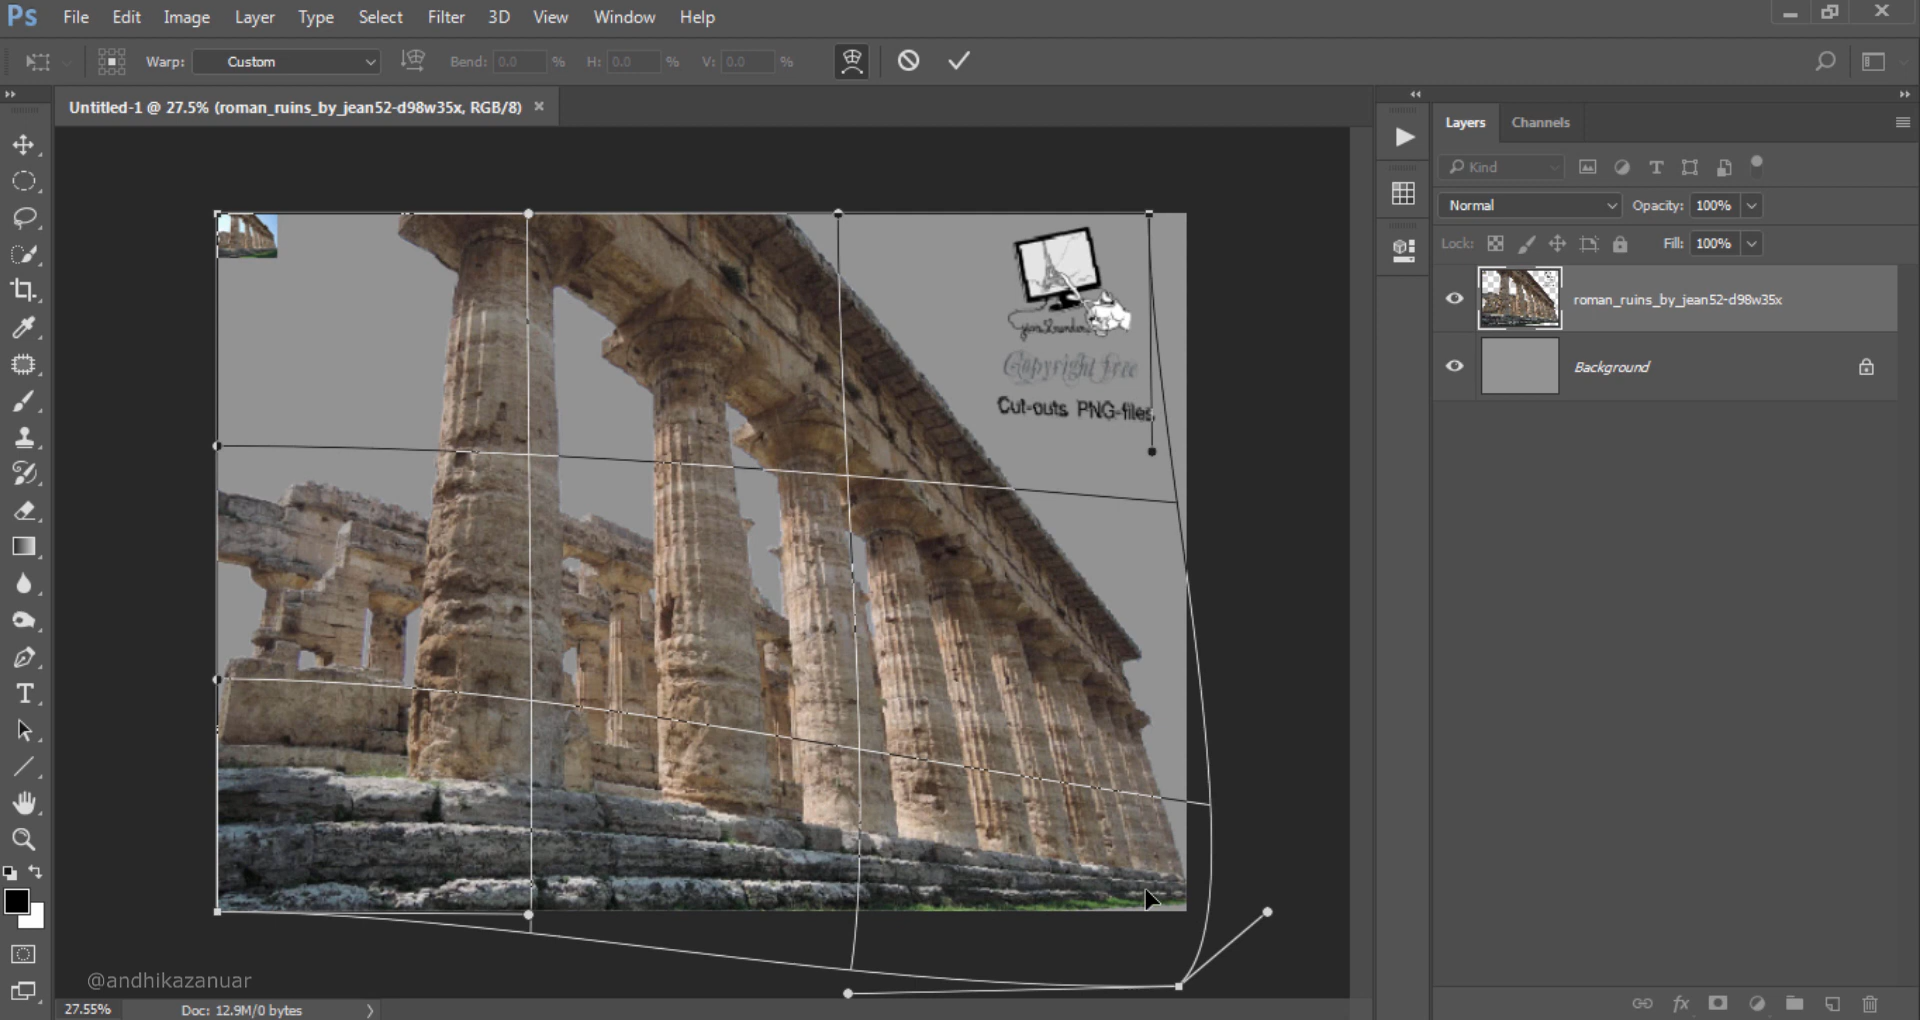 Ps File Edit Image Layer Type Select Filter 3D View Window Help
Warp: Custom Bend: 0.0 % H: 0.0 % V: 0.0 %
Untitled-1 @ 27.5% (roman_ruins_by_jean52-d98w35x, RGB/8) ×
Layers Channels
Kind
Normal Opacity: 100%
Lock: Fill: 100%
roman_ruins_by_jean52-d98w35x
Background
Copyright free
Cut-outs PNG-files
@andhikazanuar
27.55% Doc: 12.9M/0 bytes
fx